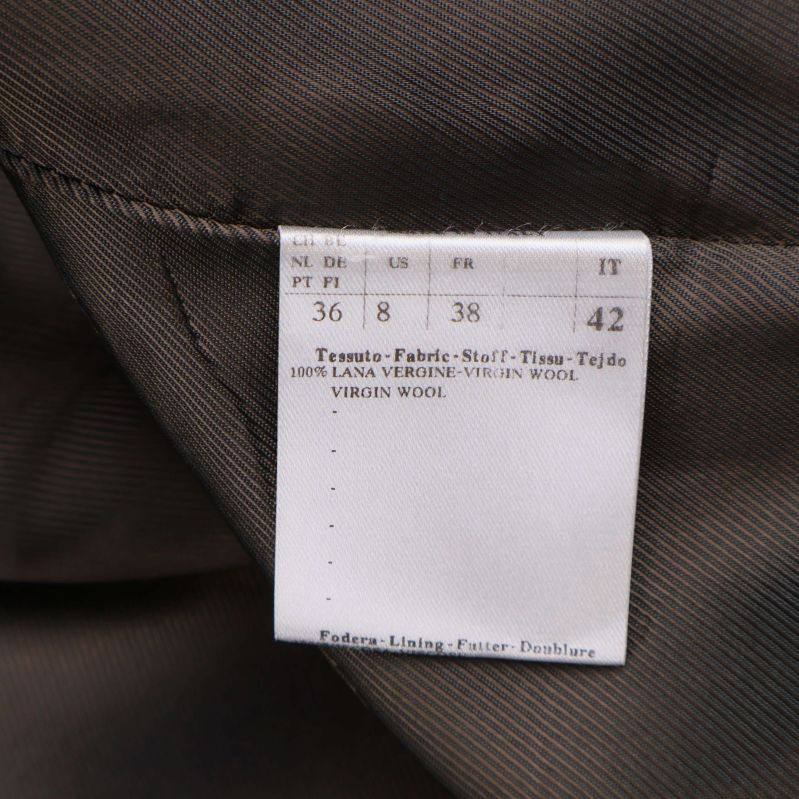 CH BE
NL DE US FR IT
PT FI
36 8 38 42
Tessuto-Fabric-Stoff-Tissu-Tejdo
100% LANA VERGINE-VIRGIN WOOL
VIRGIN WOOL
-
-
-
-
-
-
Fodera-Lining-Futter-Doublure